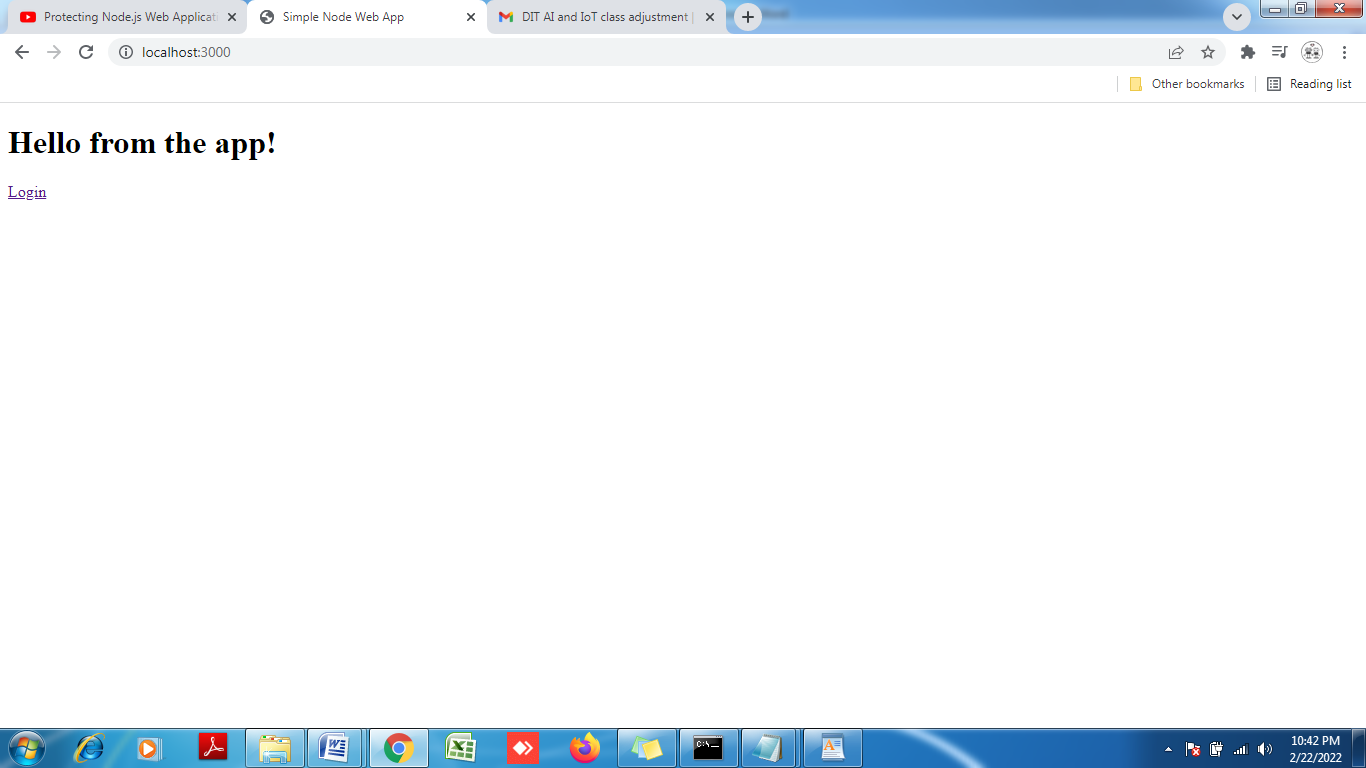 Protecting Node.js Web Applicati
Simple Node Web App
DIT AI and IoT class adjustment |
localhost:3000
Other bookmarks
Reading list
Hello from the app!
Login
C:\_
10:42 PM
2/22/2022